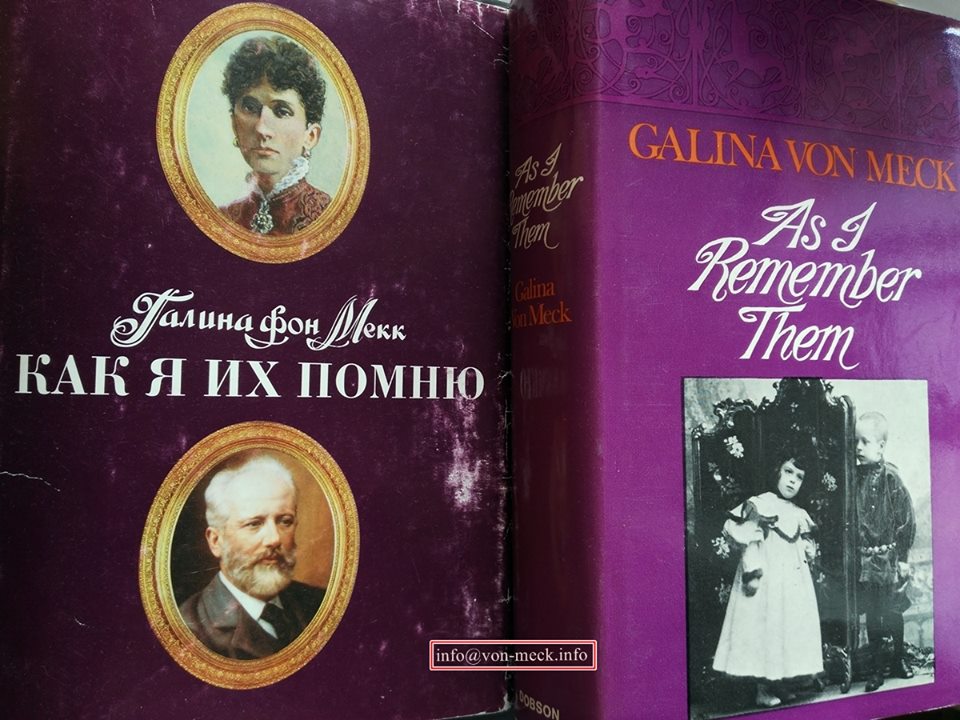 Галина фон Мекк
КАК Я ИХ ПОМНЮ
As I
Remember
Them
Galina
Von Meck
DOBSON
GALINA VON MECK
As I
Remember
Them
info@von-meck.info